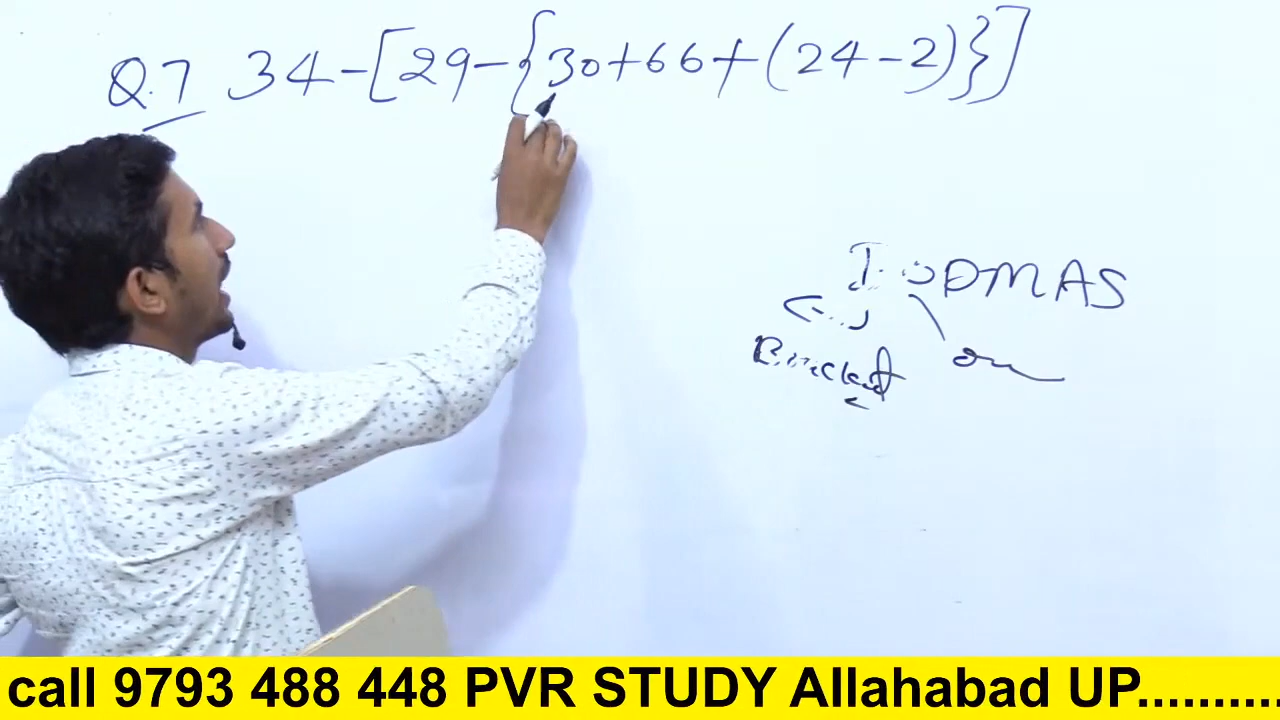 Q.7 34-[29-{30+66+(24-2)}]
DMAS
Bracket
call 9793 488 448 PVR STUDY Allahabad UP..........